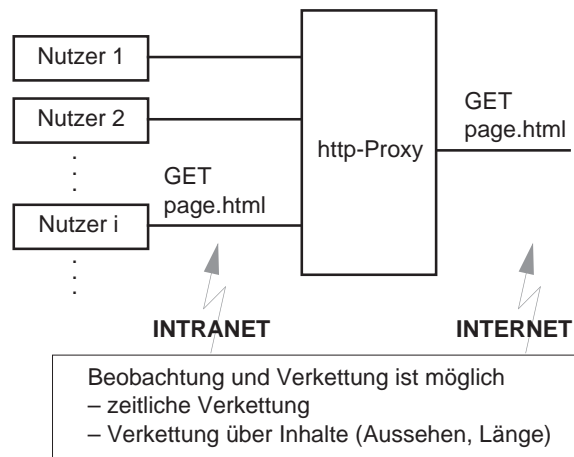 Nutzer 1
Nutzer 2
.
.
.
Nutzer i
.
.
.
GET
page.html
http-Proxy
GET
page.html
INTRANET
INTERNET
Beobachtung und Verkettung ist möglich
– zeitliche Verkettung
– Verkettung über Inhalte (Aussehen, Länge)